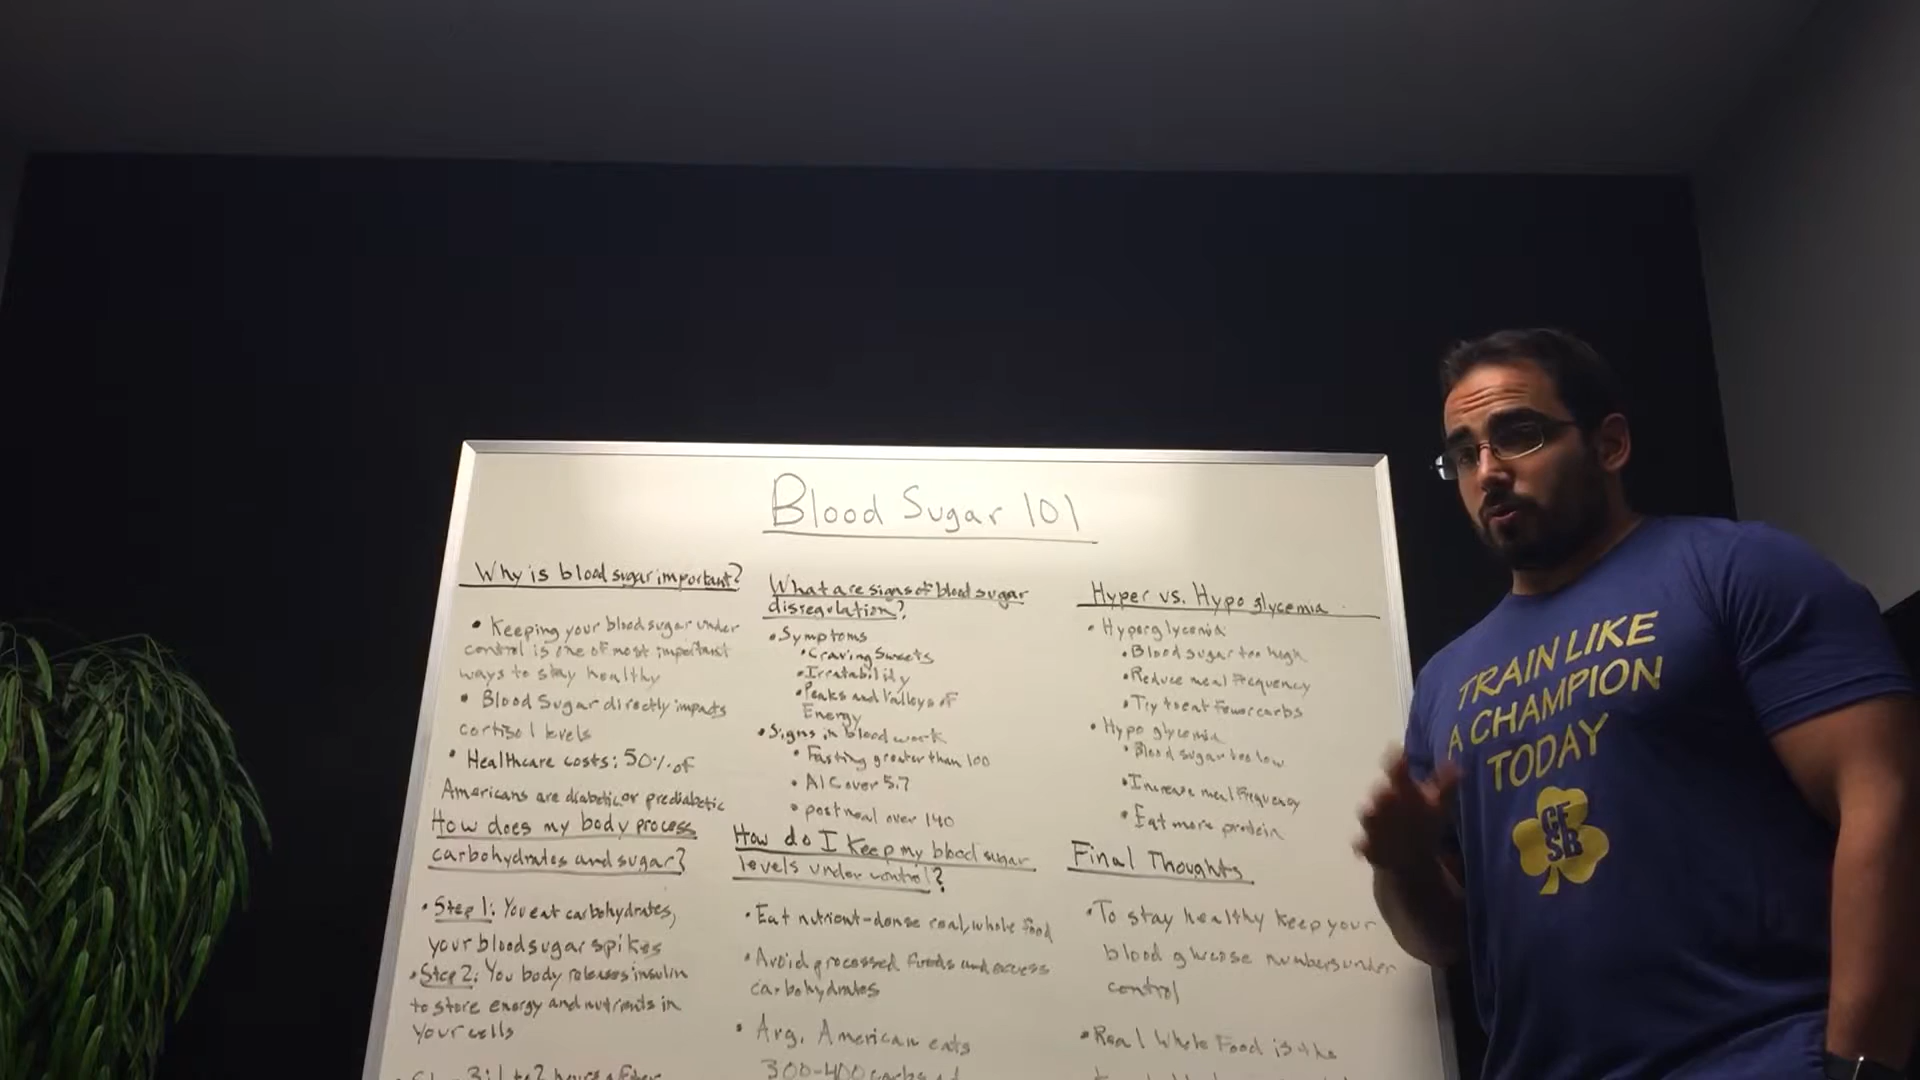 Blood Sugar 101
Why is blood sugar important?
• Keeping your blood sugar under
control is one of most important
ways to stay healthy
• Blood Sugar directly impacts
cortisol levels
• Healthcare costs: 50% of
Americans are diabetic or prediabetic
How does my body process
carbohydrates and sugar?
• Step 1: You eat carbohydrates,
your blood sugar spikes
• Step 2: You body releases insulin
to store energy and nutrients in
your cells
What are signs of blood sugar
disregulation?
• Symptoms
• Craving Sweets
• Irratability
• Peaks and Valleys of
Energy
• Signs in blood work
• Fasting greater than 100
• A1C over 5.7
• post meal over 140
How do I Keep my blood sugar
levels under control?
• Eat nutrient-dense real, whole food
• Avoid processed foods and excess
carbohydrates
• Avg. American eats
300-400 carbs
Hyper vs. Hypoglycemia
• Hyperglycemia
• Blood sugar too high
• Reduce meal frequency
• Try to eat fewer carbs
• Hypoglycemia
• Blood sugar too low
• Increase meal frequency
• Eat more protein
Final Thoughts
• To stay healthy keep your
blood glucose numbers under
control
• Real Whole Food is the
TRAIN LIKE
A CHAMPION
TODAY
CF
SB